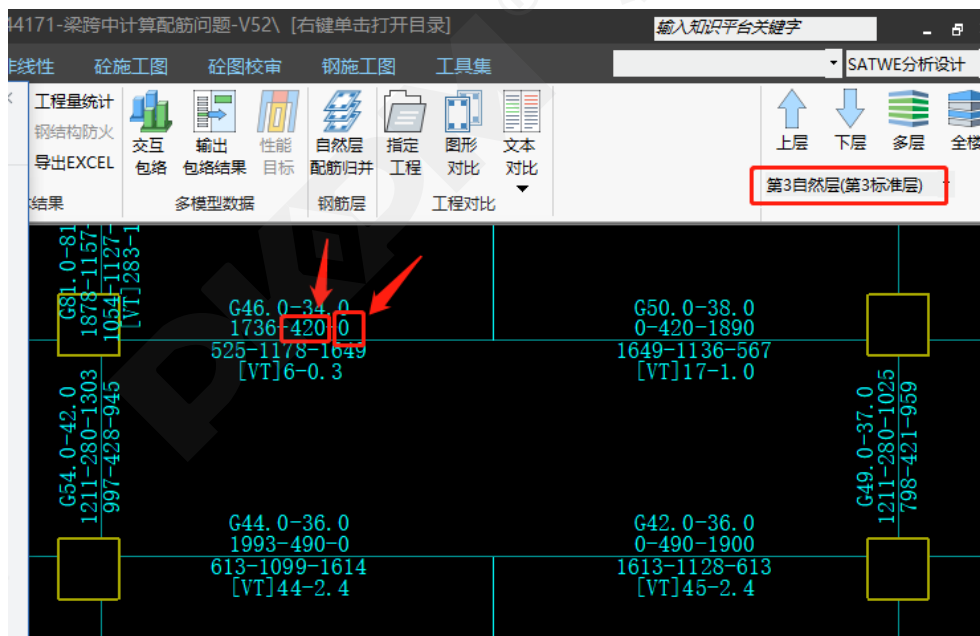 44171-梁跨中计算配筋问题-V52\ [右键单击打开目录]
输入知识平台关键字
非线性 砼施工图 砼图校审 钢施工图 工具集
SATWE分析设计
工程量统计
钢结构防火
导出EXCEL
交互包络
输出包络结果
性能目标
自然层配筋归并
指定工程
图形对比
文本对比
上层 下层 多层 全楼
第3自然层(第3标准层)
结果 多模型数据 钢筋层 工程对比
G81.0-81
1878-1157-
1054-1127-
[VT]283-1
G46.0-34.0
1736-420-0
525-1178-1649
[VT]6-0.3
G50.0-38.0
0-420-1890
1649-1136-567
[VT]17-1.0
G54.0-42.0
1211-280-1303
997-428-945
G49.0-37.0
1211-280-1025
798-421-959
G44.0-36.0
1993-490-0
613-1099-1614
[VT]44-2.4
G42.0-36.0
0-490-1900
1613-1128-613
[VT]45-2.4